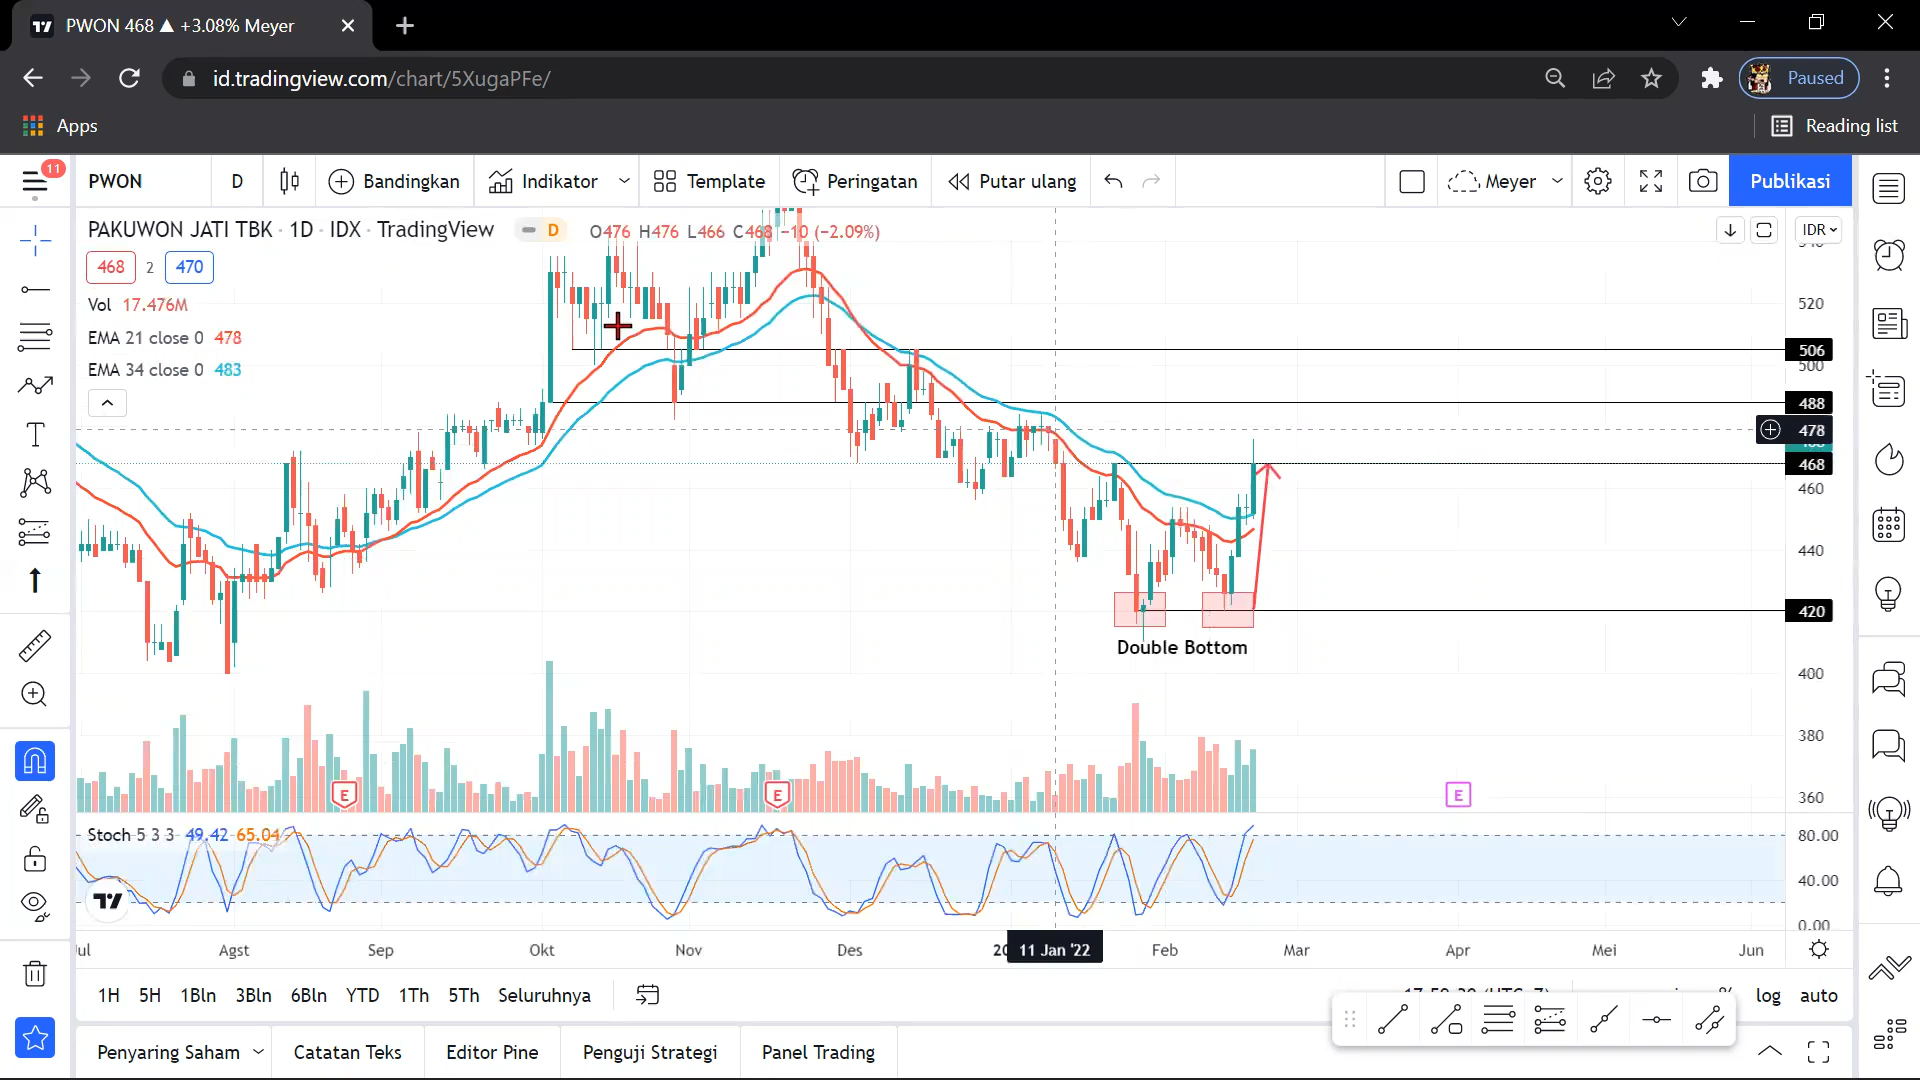 PWON 468 ▲ +3.08% Meyer
id.tradingview.com/chart/5XugaPFe/
Paused
Apps
Reading list
11
PWON
D
Bandingkan
Indikator
Template
Peringatan
Putar ulang
Meyer
Publikasi
PAKUWON JATI TBK · 1D · IDX · TradingView
D
O476 H476 L466 C468 −10 (−2.09%)
IDR
468
2
470
Vol 17.476M
EMA 21 close 0 478
EMA 34 close 0 483
520
506
500
488
478
468
460
440
420
400
380
360
Double Bottom
E
E
E
Stoch 5 3 3 49.42 65.04
80.00
40.00
0.00
Agst
Sep
Okt
Nov
Des
11 Jan '22
Feb
Mar
Apr
Mei
Jun
1H
5H
1Bln
3Bln
6Bln
YTD
1Th
5Th
Seluruhnya
log
auto
Penyaring Saham
Catatan Teks
Editor Pine
Penguji Strategi
Panel Trading